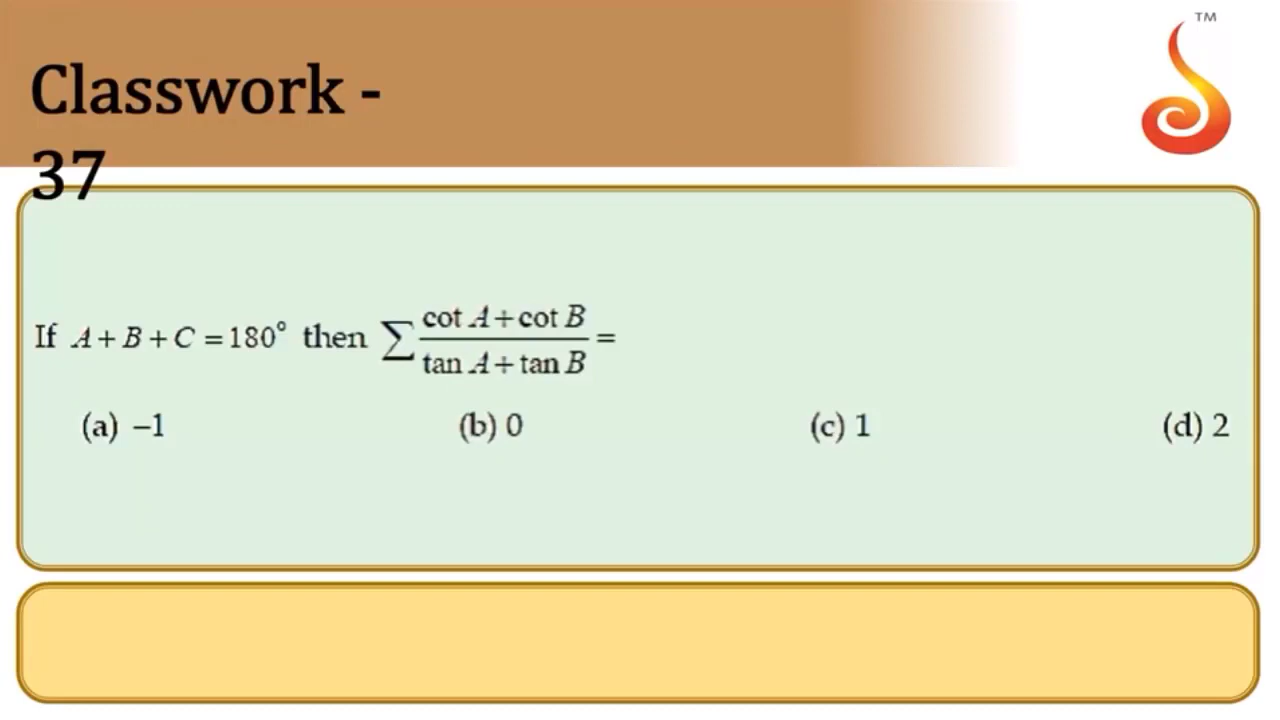 TM
Classwork -
37
If A + B + C = 180° then ∑ (cot A + cot B)/(tan A + tan B) =
(a) –1 (b) 0 (c) 1 (d) 2